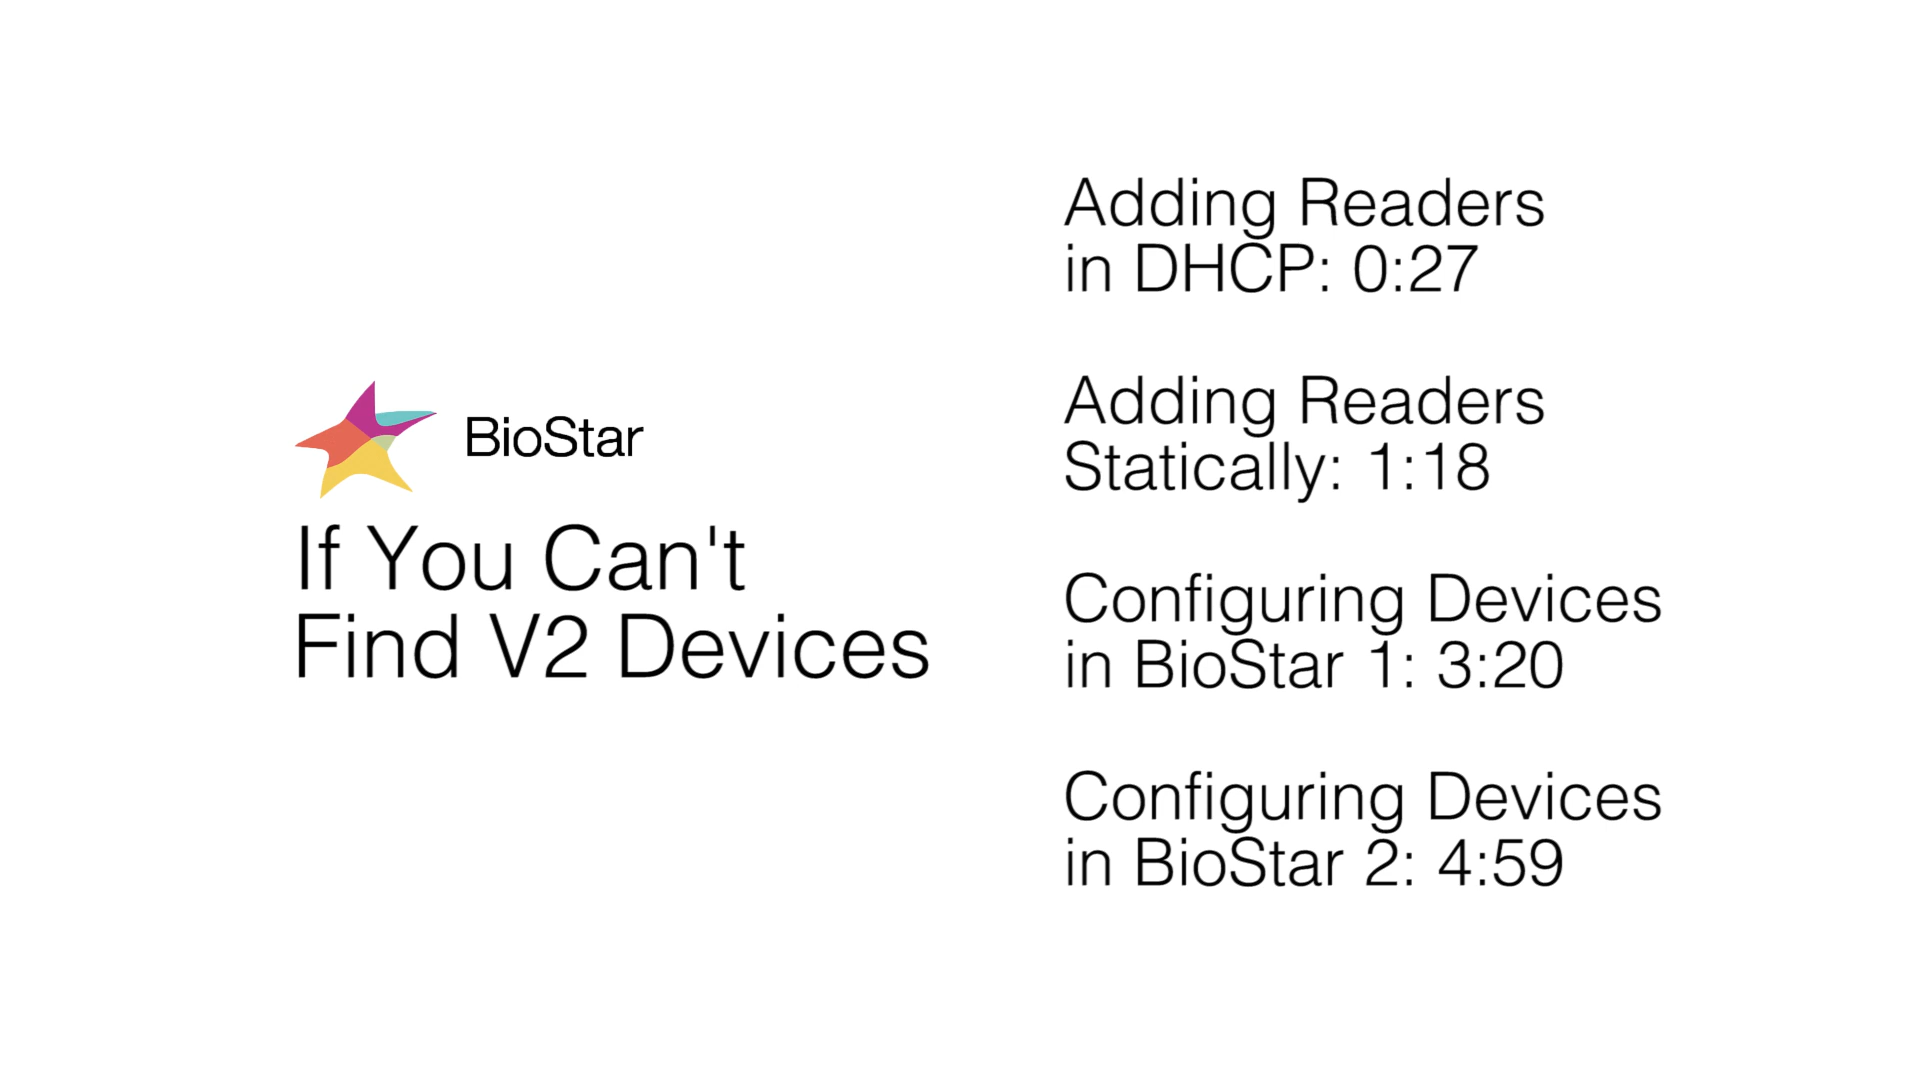 BioStar
If You Can't
Find V2 Devices
Adding Readers
in DHCP: 0:27
Adding Readers
Statically: 1:18
Configuring Devices
in BioStar 1: 3:20
Configuring Devices
in BioStar 2: 4:59